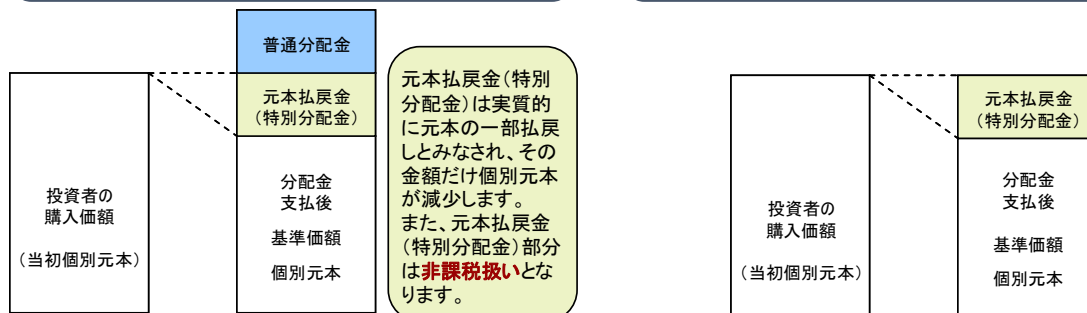 普通分配金
元本払戻金
(特別分配金)
投資者の
購入価額
(当初個別元本)
分配金
支払後
基準価額
個別元本
元本払戻金(特別
分配金)は実質的
に元本の一部払戻
しとみなされ、その
金額だけ個別元本
が減少します。
また、元本払戻金
(特別分配金)部分
は非課税扱いとな
ります。
投資者の
購入価額
(当初個別元本)
元本払戻金
(特別分配金)
分配金
支払後
基準価額
個別元本